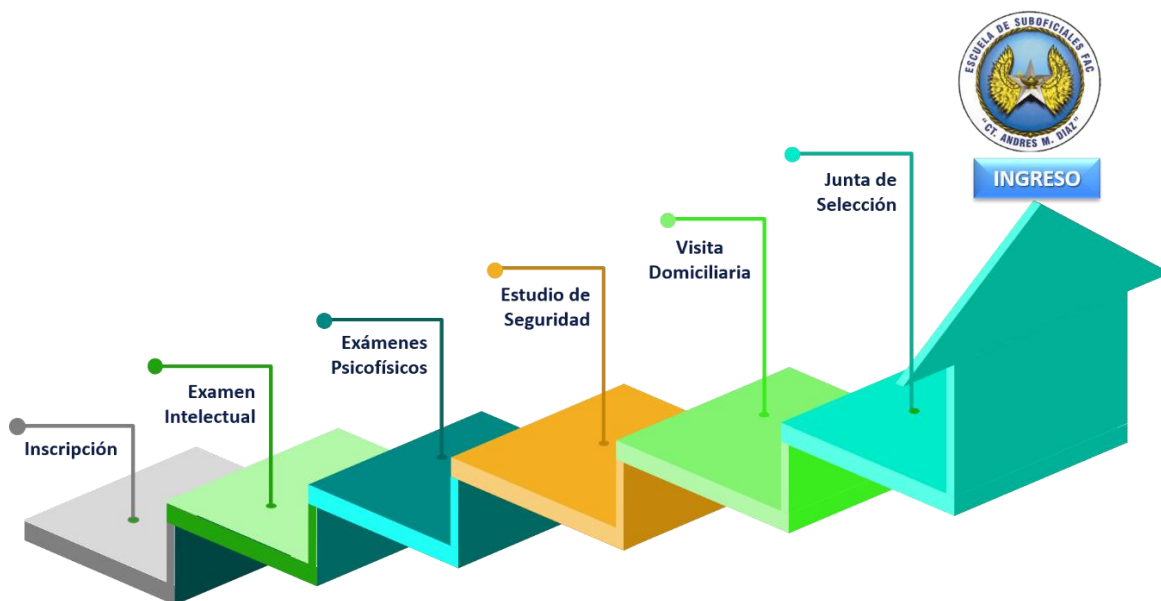 Inscripción
Examen
Intelectual
Exámenes
Psicofísicos
Estudio de
Seguridad
Visita
Domiciliaria
Junta de
Selección
ESCUELA DE SUBOFICIALES FAC
"CT. ANDRES M. DIAZ"
INGRESO